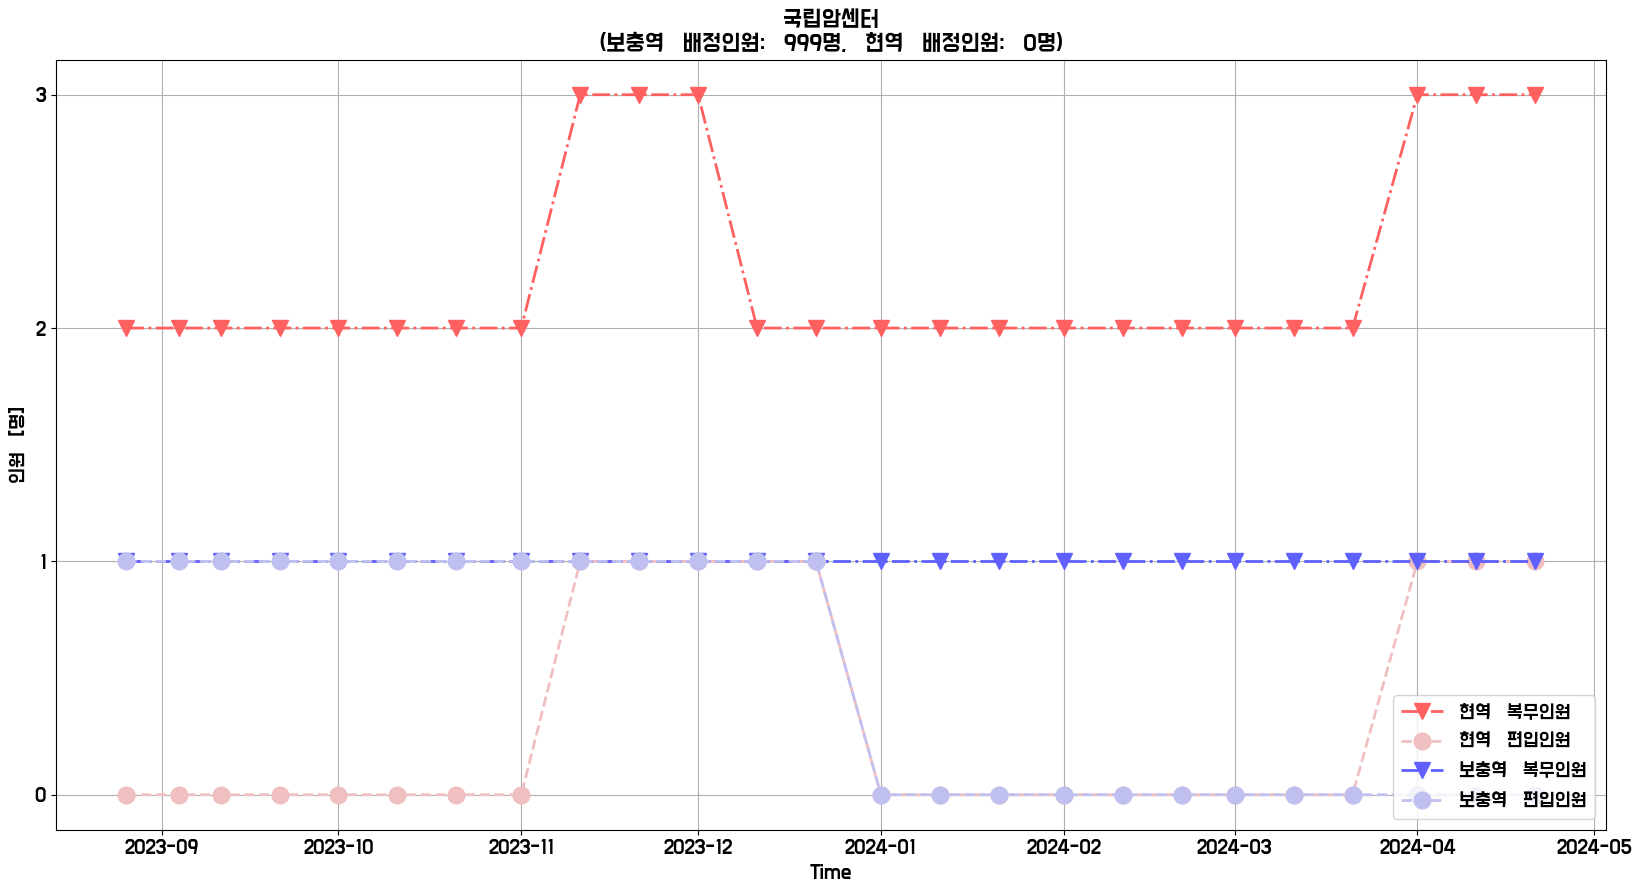 국립암센터
(보충역 배정인원: 999명, 현역 배정인원: 0명)
3
2
1
0
인원 [명]
2023-09 2023-10 2023-11 2023-12 2024-01 2024-02 2024-03 2024-04 2024-05
Time
현역 복무인원
현역 편입인원
보충역 복무인원
보충역 편입인원